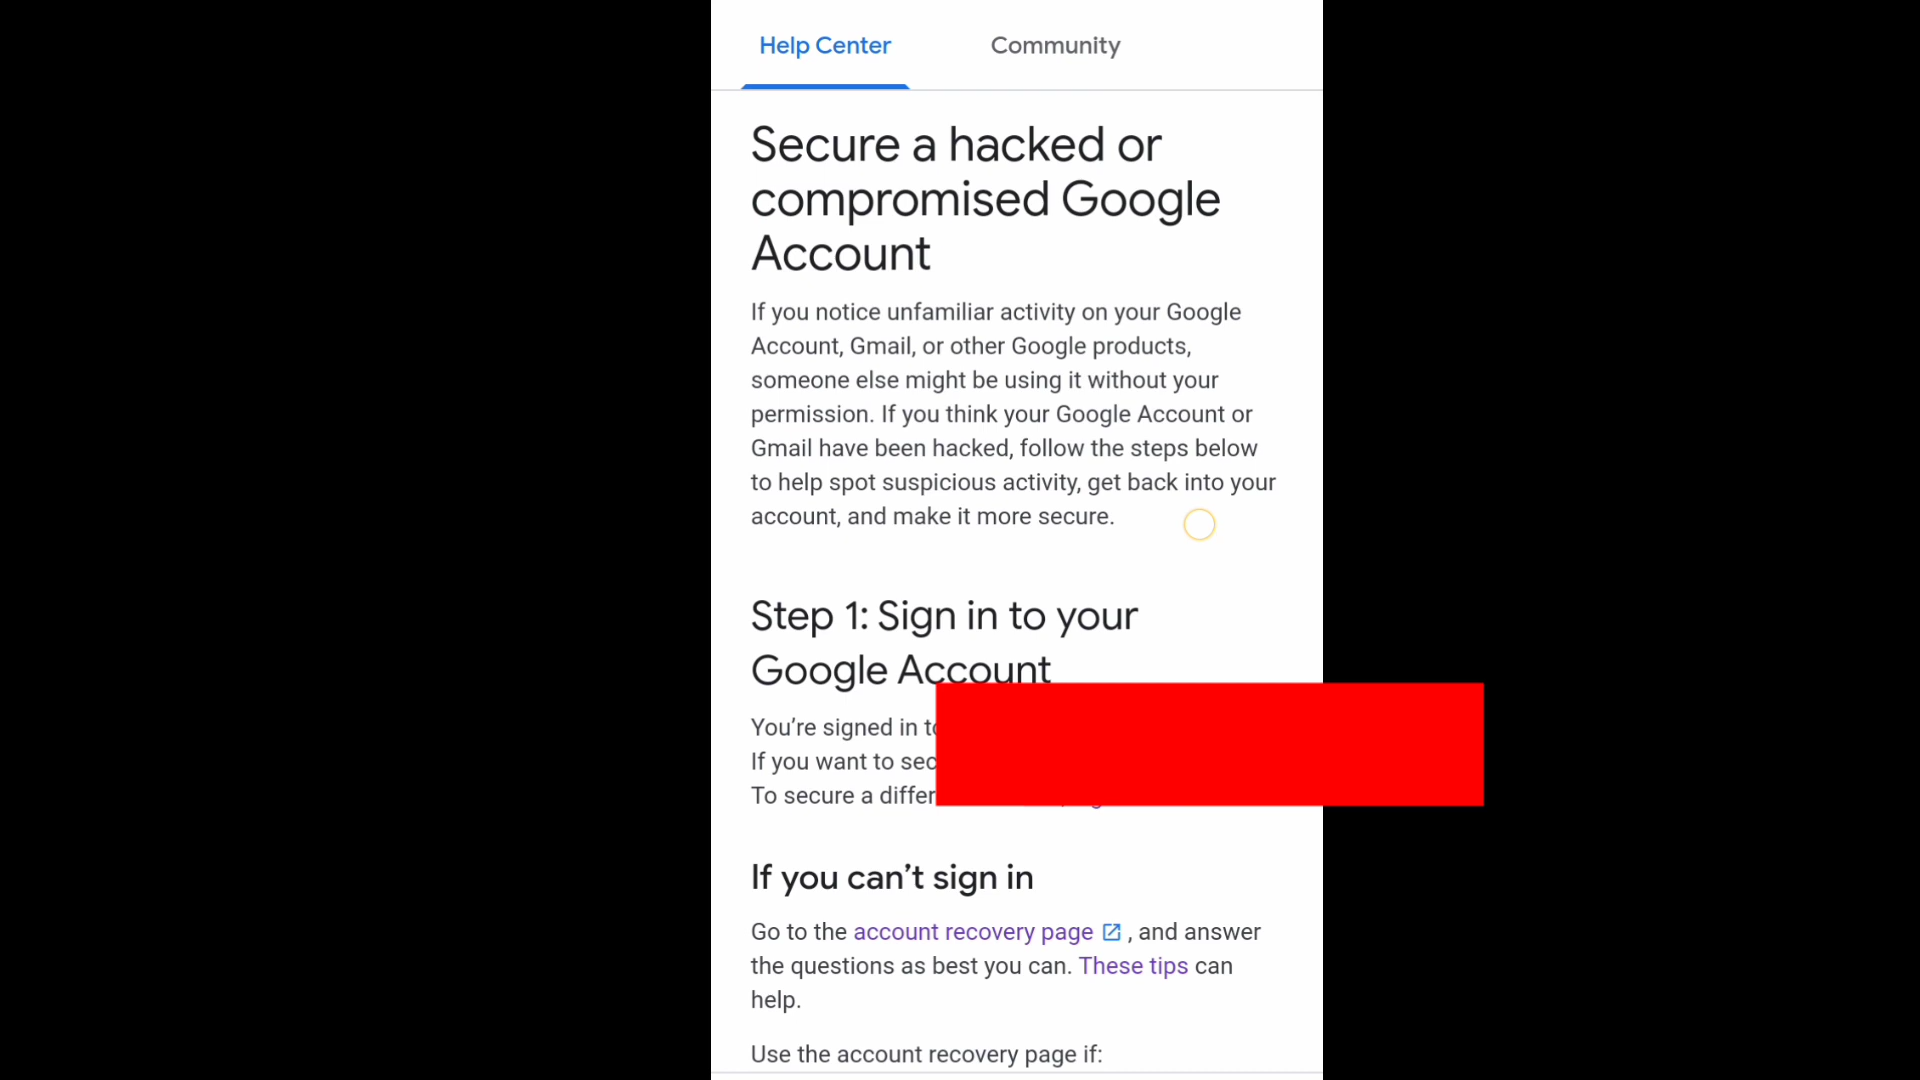 Help Center Community
Secure a hacked or
compromised Google
Account
If you notice unfamiliar activity on your Google
Account, Gmail, or other Google products,
someone else might be using it without your
permission. If you think your Google Account or
Gmail have been hacked, follow the steps below
to help spot suspicious activity, get back into your
account, and make it more secure.
Step 1: Sign in to your
Google Account
You’re signed in
If you want to
To secure a
If you can’t sign in
Go to the account recovery page , and answer
the questions as best you can. These tips can
help.
Use the account recovery page if: